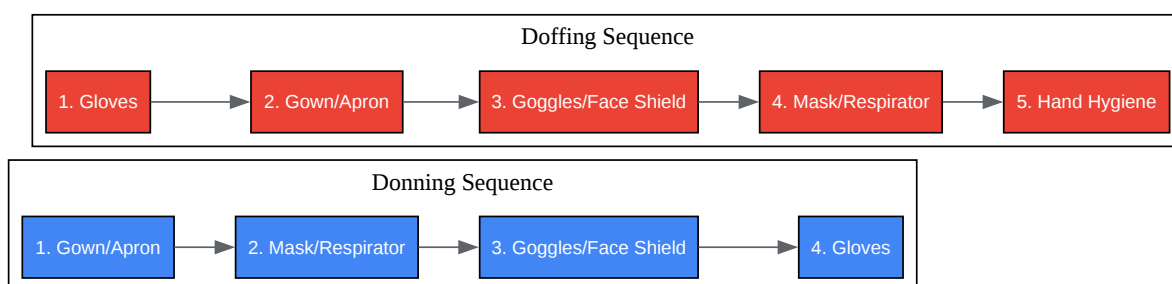 Doffing Sequence
1. Gloves
2. Gown/Apron
3. Goggles/Face Shield
4. Mask/Respirator
5. Hand Hygiene
Donning Sequence
1. Gown/Apron
2. Mask/Respirator
3. Goggles/Face Shield
4. Gloves